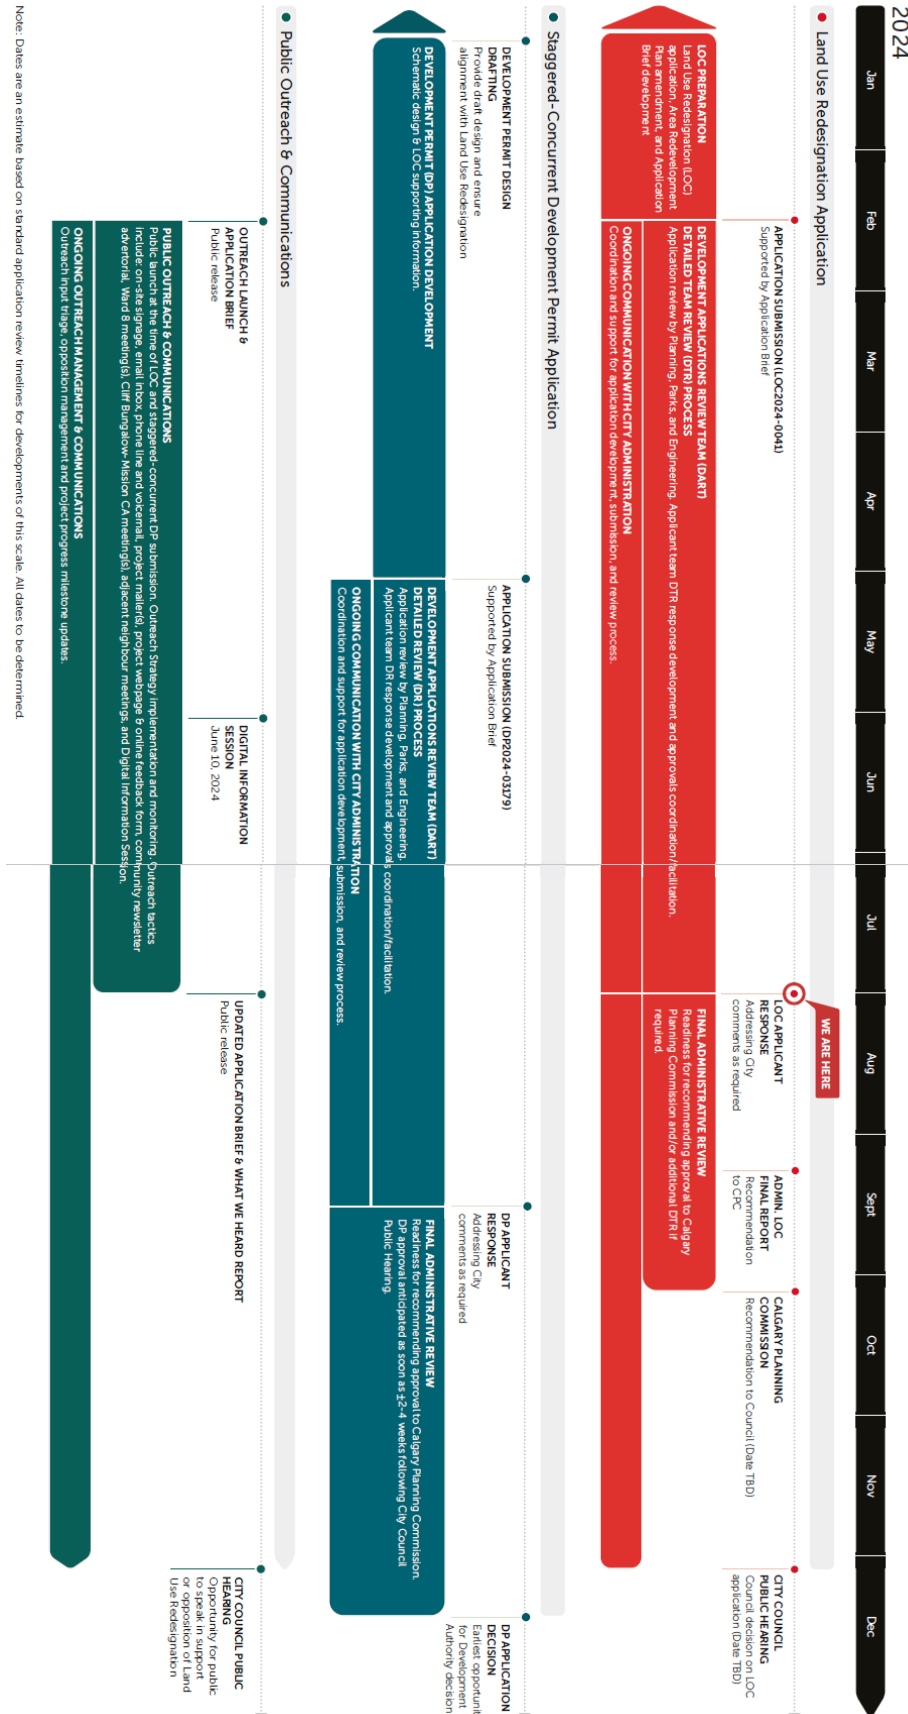 2024
Jan
Feb
Mar
Apr
May
Jun
Jul
Aug
Sept
Oct
Nov
Dec
Land Use Redesignation Application
WE ARE HERE
APPLICATION SUBMISSION (LOC2024-0041)
Supported by Application Brief
LOC APPLICANT
RESPONSE
Addressing City
comments as required
ADMIN. LOC
FINAL REPORT
Recommendation
to CPC
CALGARY PLANNING
COMMISSION
Recommendation to Council (Date TBD)
CITY COUNCIL
PUBLIC HEARING
Council decision on LOC
application (Date TBD)
LOC PREPARATION
Land Use Redesignation (LOC)
application, Area Redevelopment
Plan amendment, and Application
Brief development
DEVELOPMENT APPLICATIONS REVIEW TEAM (DART)
DETAILED TEAM REVIEW (DTR) PROCESS
Application review by Planning, Parks, and Engineering. Applicant team DTR response development and approvals coordination/facilitation.
FINAL ADMINISTRATIVE REVIEW
Readiness for recommending approval to Calgary
Planning Commission and/or additional DTR if
required.
ONGOING COMMUNICATION WITH CITY ADMINISTRATION
Coordination and support for application development, submission, and review process.
Staggered-Concurrent Development Permit Application
DEVELOPMENT PERMIT DESIGN
DRAFTING
Provide draft design and ensure
alignment with Land Use Redesignation
APPLICATION SUBMISSION (DP2024-03179)
Supported by Application Brief
DP APPLICANT
RESPONSE
Addressing City
comments as required
DP APPLICATION
DECISION
Earliest opportunit
for Development
Authority decision
DEVELOPMENT PERMIT (DP) APPLICATION DEVELOPMENT
Schematic design & LOC supporting information.
DEVELOPMENT APPLICATIONS REVIEW TEAM (DART)
DETAILED REVIEW (DR) PROCESS
Application review by Planning, Parks, and Engineering.
Applicant team DR response development and approvals coordination/facilitation.
FINAL ADMINISTRATIVE REVIEW
Readiness for recommending approval to Calgary Planning Commission.
DP approval anticipated as soon as ±2-4 weeks following City Council
Public Hearing.
ONGOING COMMUNICATION WITH CITY ADMINISTRATION
Coordination and support for application development, submission, and review process.
Public Outreach & Communications
OUTREACH LAUNCH &
APPLICATION BRIEF
Public release
DIGITAL INFORMATION
SESSION
June 10, 2024
UPDATED APPLICATION BRIEF & WHAT WE HEARD REPORT
Public release
CITY COUNCIL PUBLIC
HEARING
Opportunity for public
to speak in support
or opposition of Land
Use Redesignation
PUBLIC OUTREACH & COMMUNICATIONS
Public launch at the time of LOC and staggered-concurrent DP submission. Outreach Strategy implementation and monitoring. Outreach tactics
include: on-site signage, email inbox, phone line and voicemail, project mailer(s), project webpage & online feedback form, community newsletter
advertorial, Ward 8 meeting(s), Cliff Bungalow-Mission CA meeting(s), adjacent neighbour meetings, and Digital Information Session.
ONGOING OUTREACH MANAGEMENT & COMMUNICATIONS
Outreach input triage, opposition management and project progress milestone updates.
Note: Dates are an estimate based on standard application review timelines for developments of this scale. All dates to be determined.